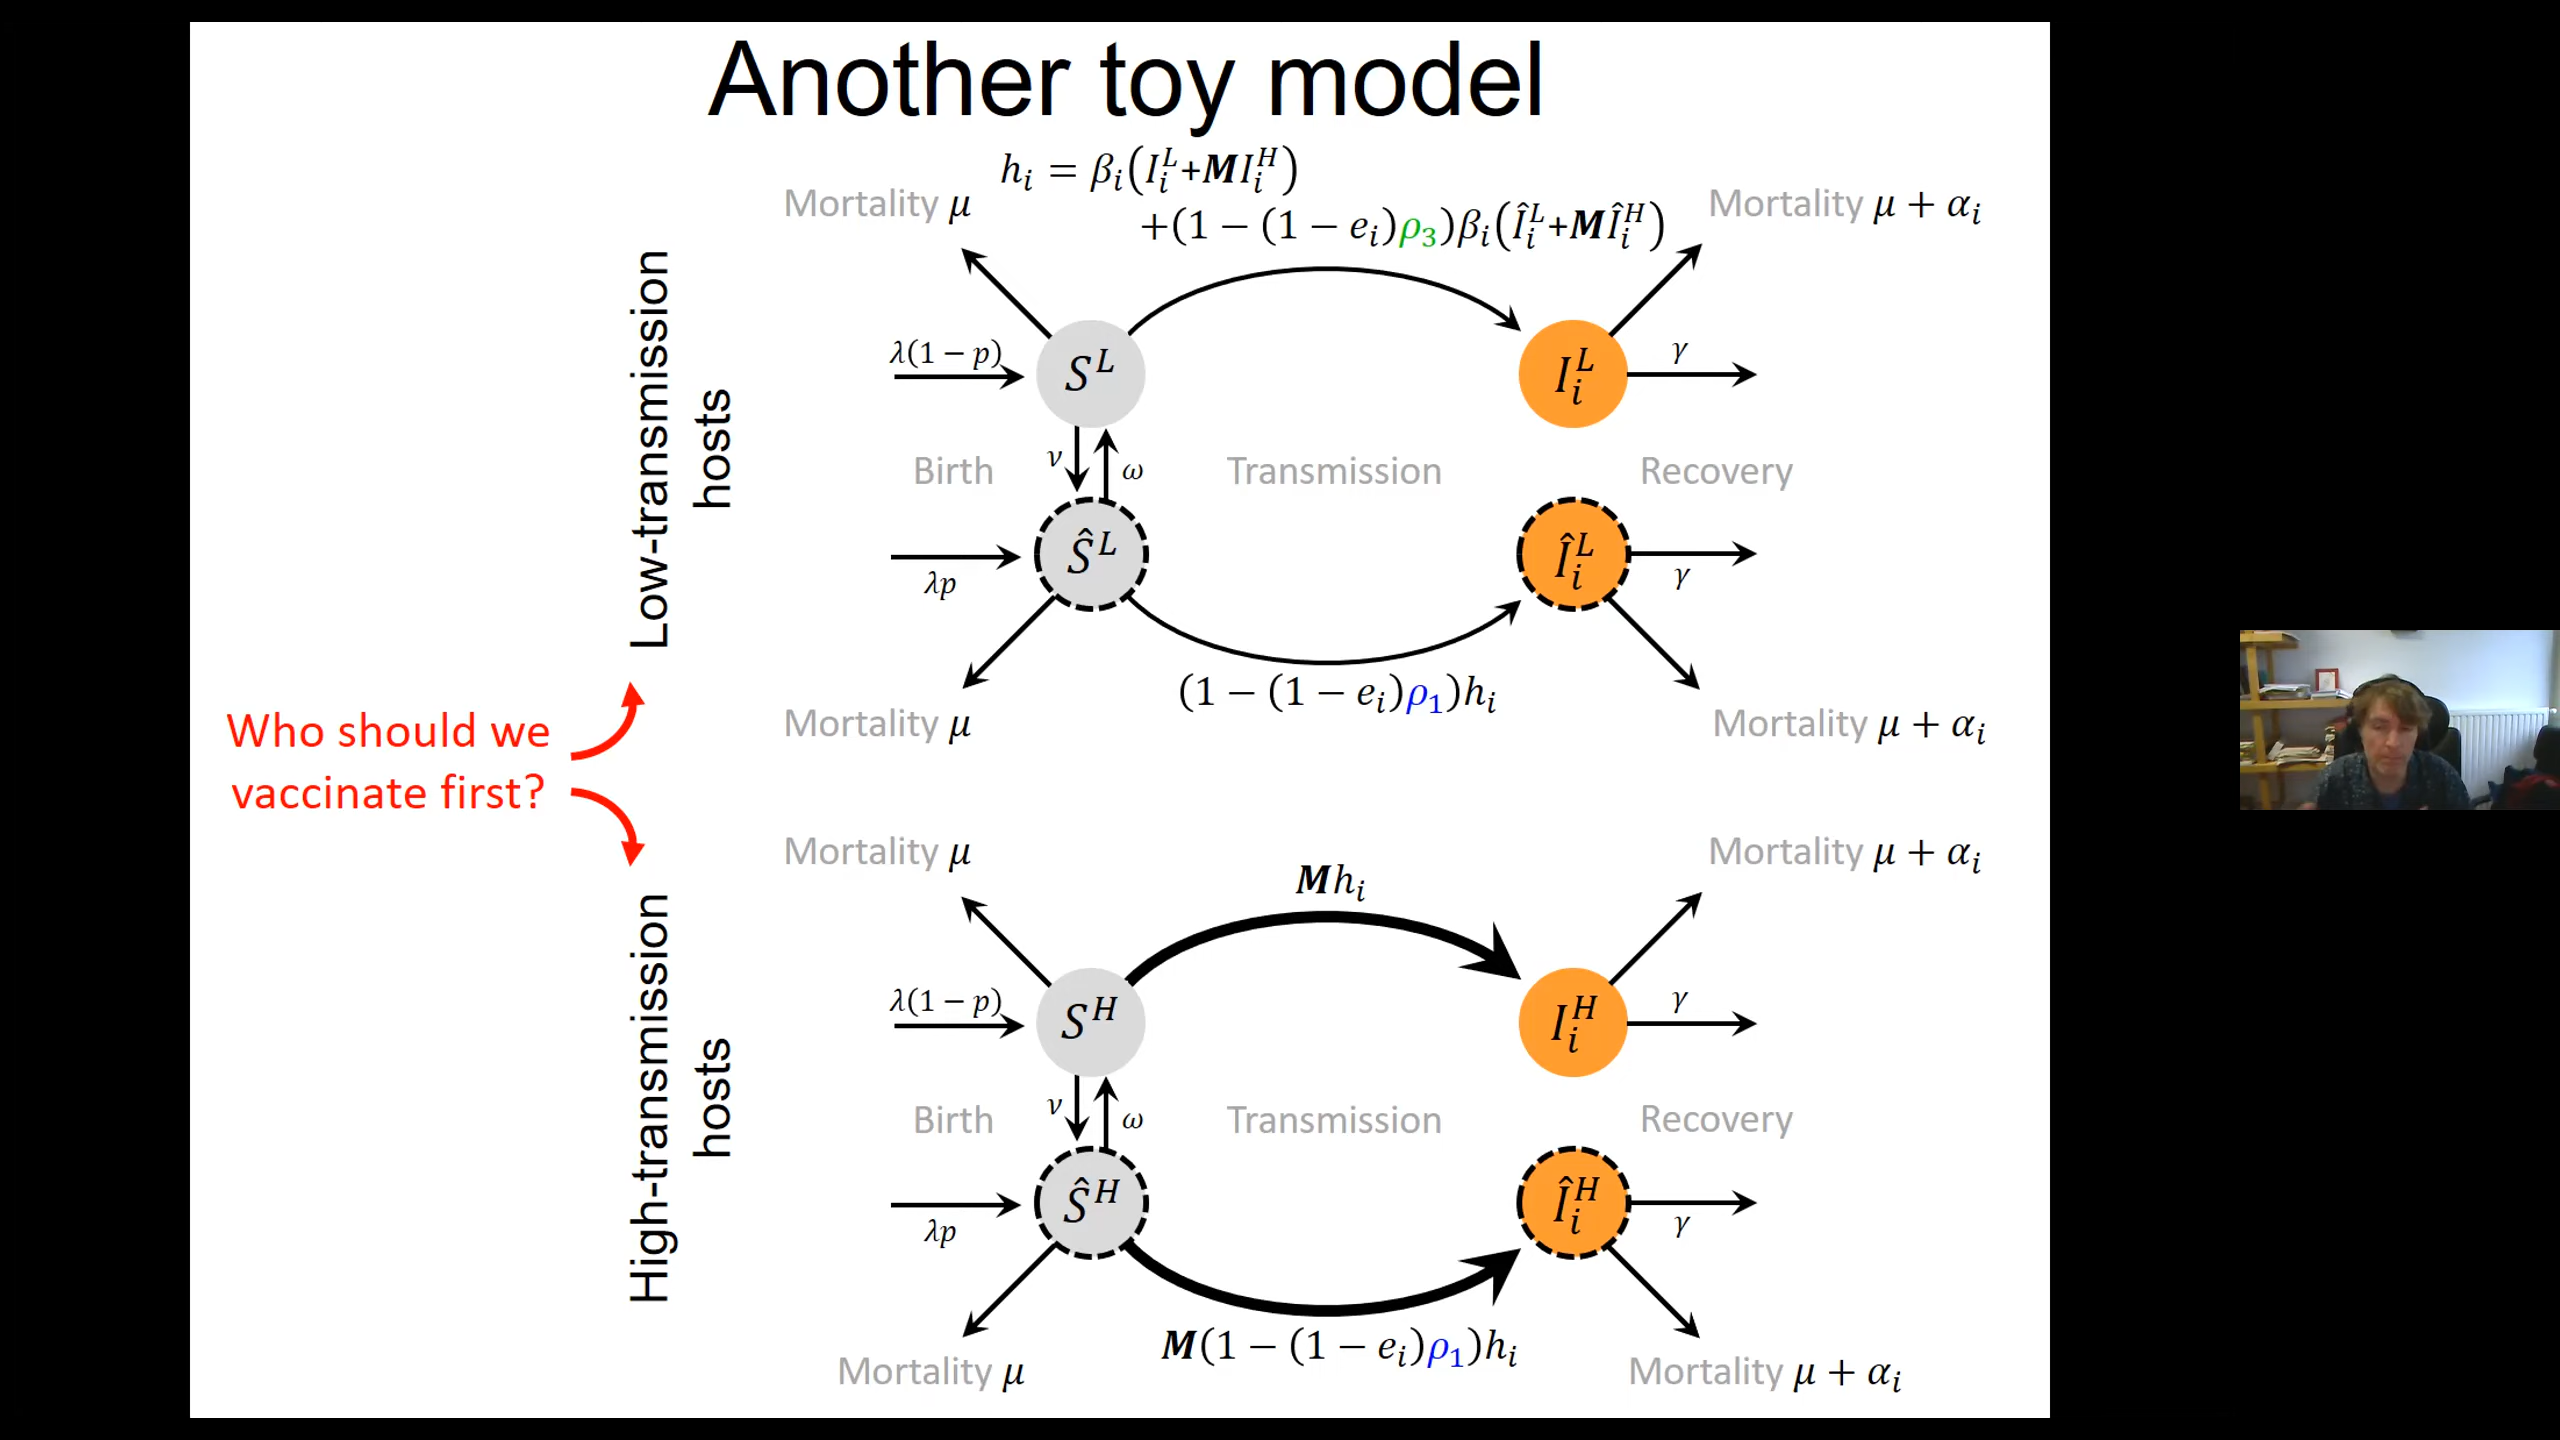 Another toy model
h_i = β_i(I_i^L+MI_i^H)
+(1 − (1 − e_i)ρ_3)β_i(Î_i^L+MÎ_i^H)
Mortality μ
Mortality μ + α_i
Low-transmission
hosts
λ(1 − p)
S^L
I_i^L
γ
Birth
ν
ω
Transmission
Recovery
λp
Ŝ^L
Î_i^L
γ
(1 − (1 − e_i)ρ_1)h_i
Mortality μ
Mortality μ + α_i
Who should we
vaccinate first?
High-transmission
hosts
Mortality μ
Mh_i
Mortality μ + α_i
λ(1 − p)
S^H
I_i^H
γ
Birth
ν
ω
Transmission
Recovery
λp
Ŝ^H
Î_i^H
γ
M(1 − (1 − e_i)ρ_1)h_i
Mortality μ
Mortality μ + α_i